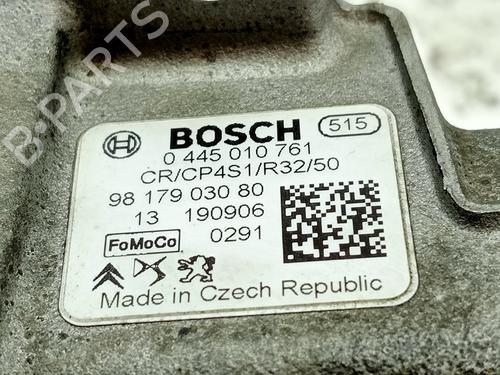 BOSCH 515
0 445 010 761
CR/CP4S1/R32/50
98 179 030 80
13 190906
FoMoCo 0291
Made in Czech Republic
B-PARTS